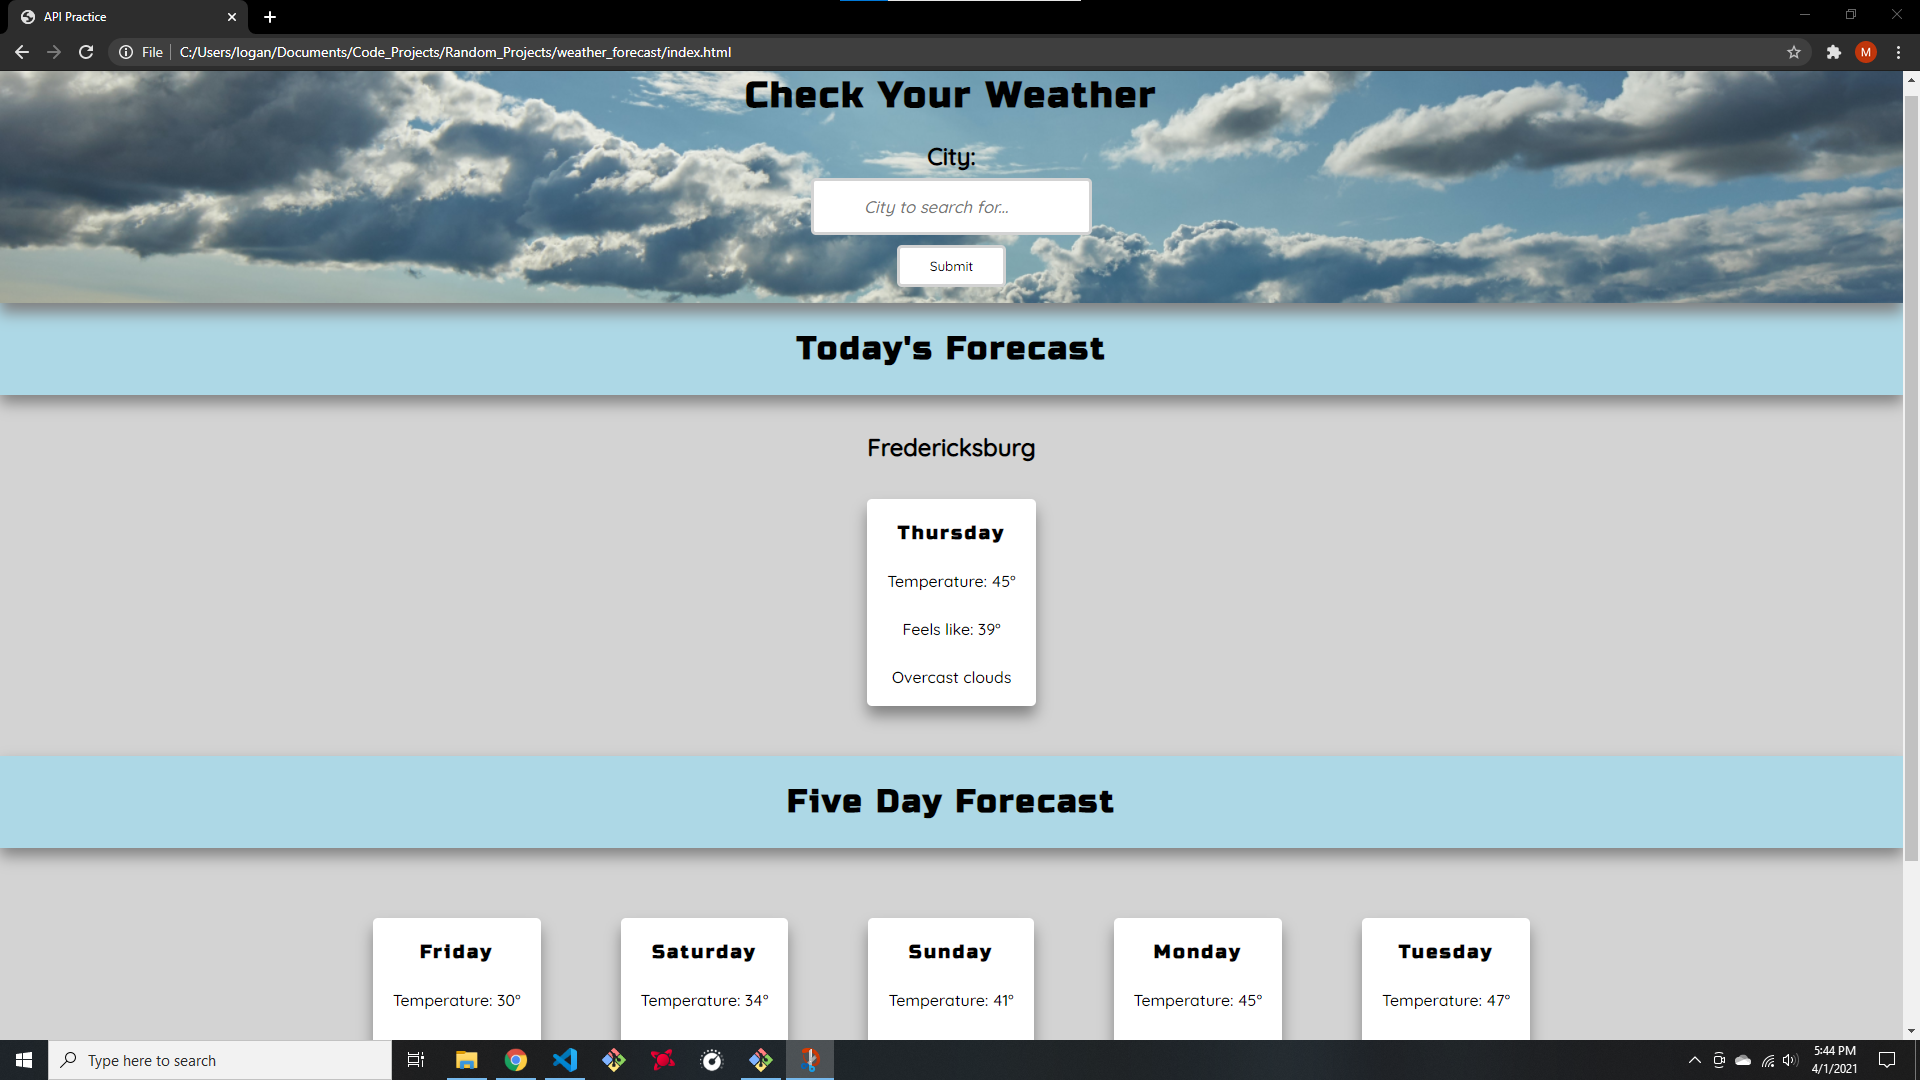 API Practice
File C:/Users/logan/Documents/Code_Projects/Random_Projects/weather_forecast/index.html
M
Check Your Weather
City:
City to search for...
Submit
Today's Forecast
Fredericksburg
Thursday
Temperature: 45°
Feels like: 39°
Overcast clouds
Five Day Forecast
Friday
Temperature: 30°
Saturday
Temperature: 34°
Sunday
Temperature: 41°
Monday
Temperature: 45°
Tuesday
Temperature: 47°
Type here to search
5:44 PM
4/1/2021